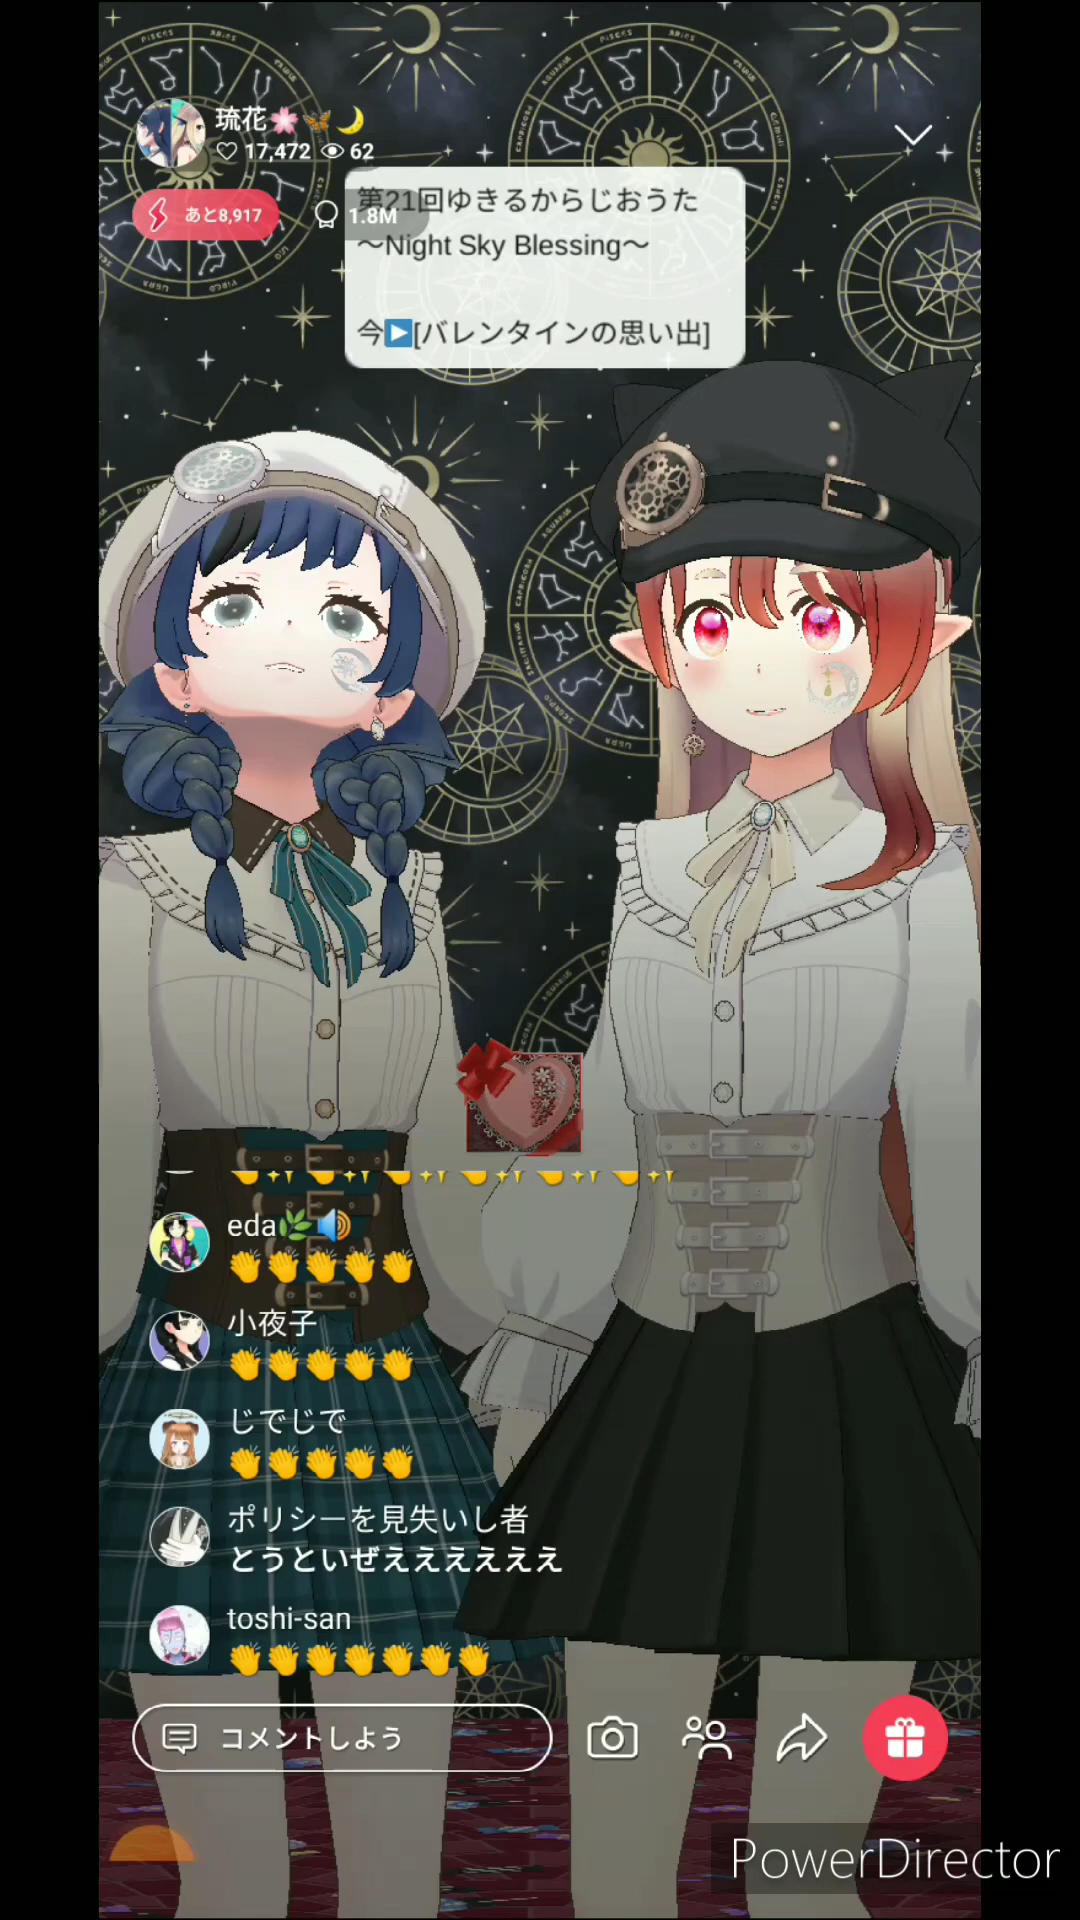 琉花🌸🦋🌙
17,472 62
あと8,917
1.8M
第21回ゆきるからじおうた
〜Night Sky Blessing〜
今▶[バレンタインの思い出]
eda🌿🔊
👏👏👏👏👏
小夜子
👏👏👏👏👏
じでじで
👏👏👏👏👏
ポリシーを見失いし者
とうといぜええええええ
toshi-san
👏👏👏👏👏👏👏
コメントしよう
PowerDirector